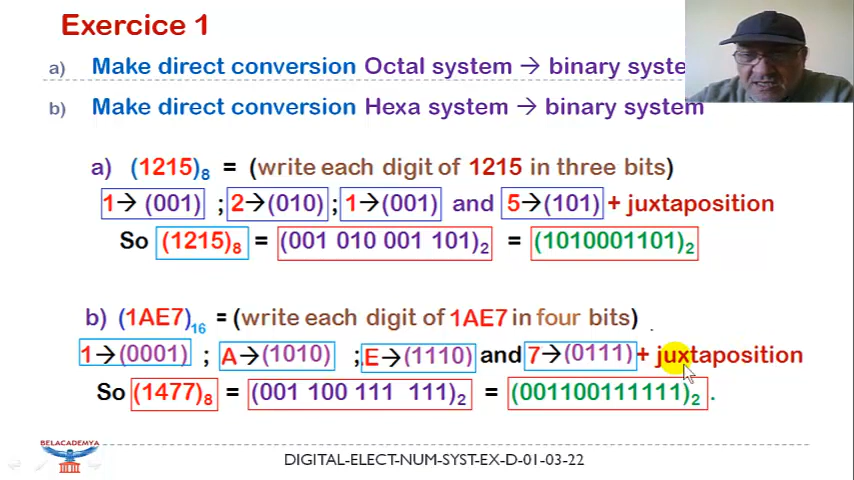 Exercice 1
a) Make direct conversion Octal system → binary syste
b) Make direct conversion Hexa system → binary system
a) (1215)₈ = (write each digit of 1215 in three bits)
1→ (001) ; 2→(010) ; 1→(001) and 5→(101) + juxtaposition
So (1215)₈ = (001 010 001 101)₂ = (1010001101)₂
b) (1AE7)₁₆ = (write each digit of 1AE7 in four bits) .
1→(0001) ; A→(1010) ; E→(1110) and 7→(0111) + juxtaposition
So (1477)₈ = (001 100 111 111)₂ = (001100111111)₂ .
BELACADEMYA
DIGITAL-ELECT-NUM-SYST-EX-D-01-03-22